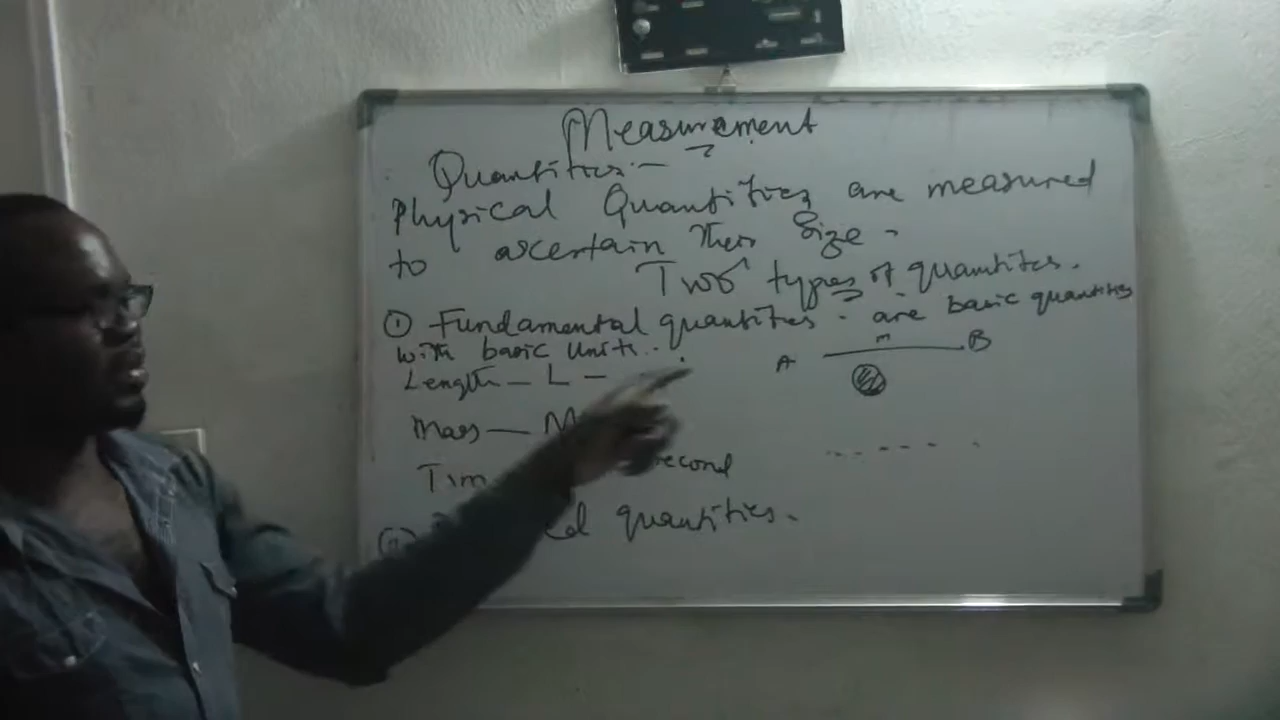 Measurement
Quantities:-
Physical Quantities are measured
to ascertain their size.
Two types of quantities.
① Fundamental quantities. are basic quantities
with basic units.
Length — L —
A m B
Mass — M
Tim second
quantities.